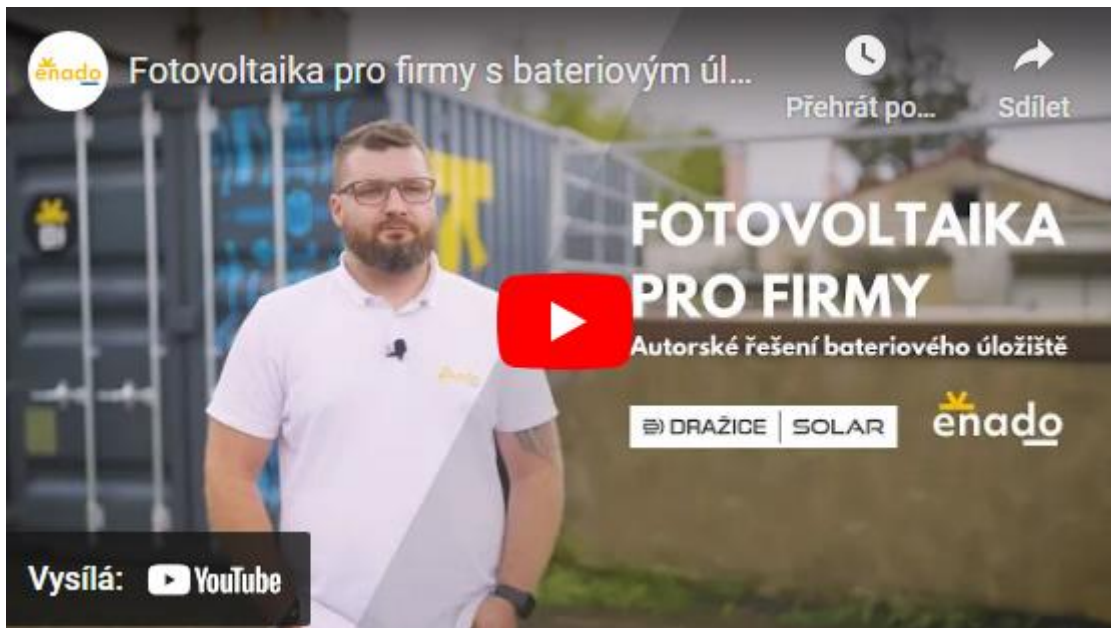 enado
Fotovoltaika pro firmy s bateriovým úl...
Přehrát po...
Sdílet
FOTOVOLTAIKA
PRO FIRMY
Autorské řešení bateriového úložiště
DRAŽICE | SOLAR
enado
enado
Vysílá: YouTube